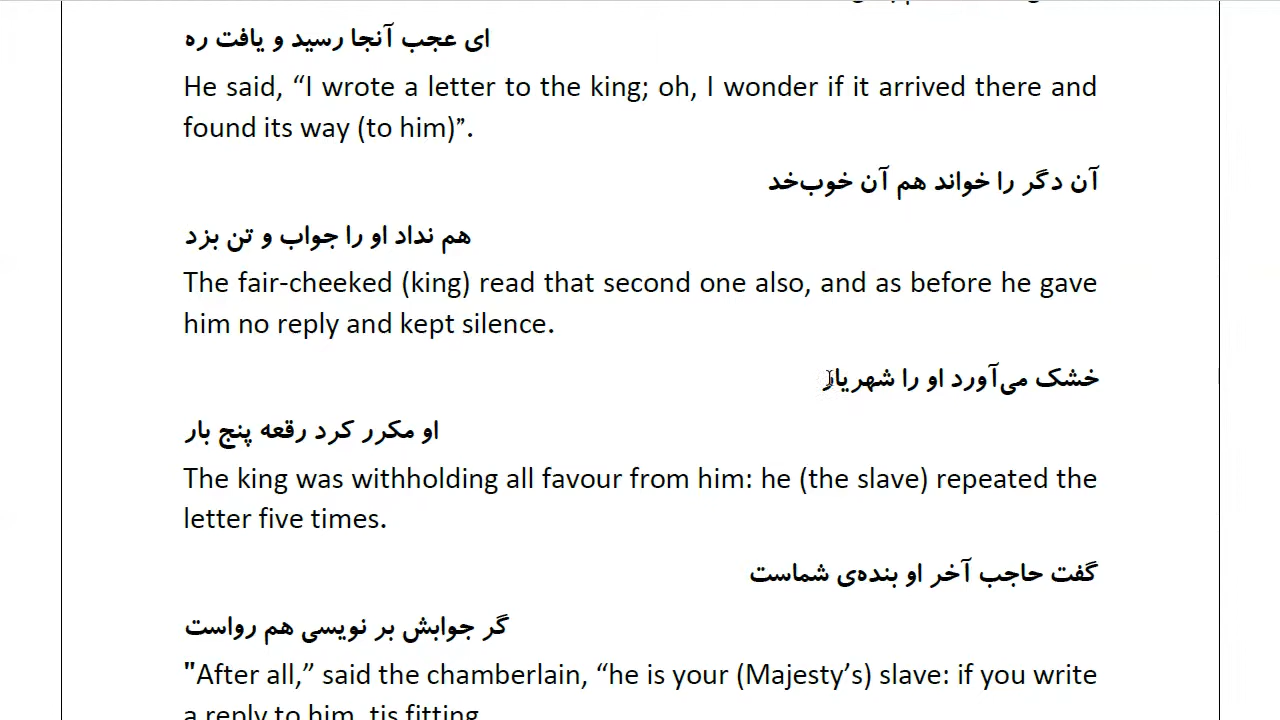 ای عجب آنجا رسید و یافت ره
He said, “I wrote a letter to the king; oh, I wonder if it arrived there and
found its way (to him)”.
آن دگر را خواند هم آن خوب‌خد
هم نداد او را جواب و تن بزد
The fair-cheeked (king) read that second one also, and as before he gave
him no reply and kept silence.
خشک می‌آورد او را شهریار
او مکرر کرد رقعه پنج بار
The king was withholding all favour from him: he (the slave) repeated the
letter five times.
گفت حاجب آخر او بنده‌ی شماست
گر جوابش بر نویسی هم رواست
"After all,” said the chamberlain, “he is your (Majesty’s) slave: if you write
a reply to him, tis fitting